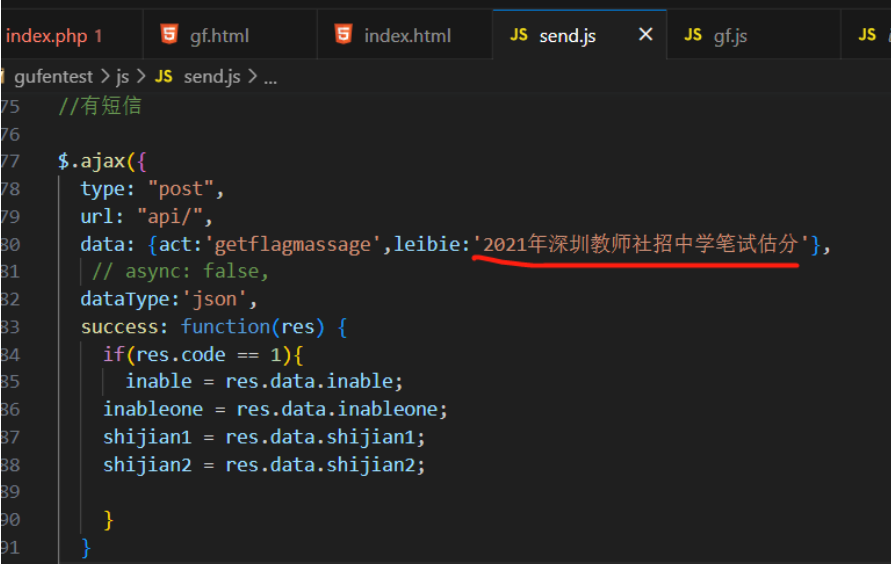 index.php 1 gf.html index.html JS send.js × JS gf.js JS
gufentest > js > JS send.js > ...
75 //有短信
76
77 $.ajax({
78 type: "post",
79 url: "api/",
80 data: {act:'getflagmassage',leibie:'2021年深圳教师社招中学笔试估分'},
81 // async: false,
82 dataType:'json',
83 success: function(res) {
84 if(res.code == 1){
85 inable = res.data.inable;
86 inableone = res.data.inableone;
87 shijian1 = res.data.shijian1;
88 shijian2 = res.data.shijian2;
89
90 }
91 }